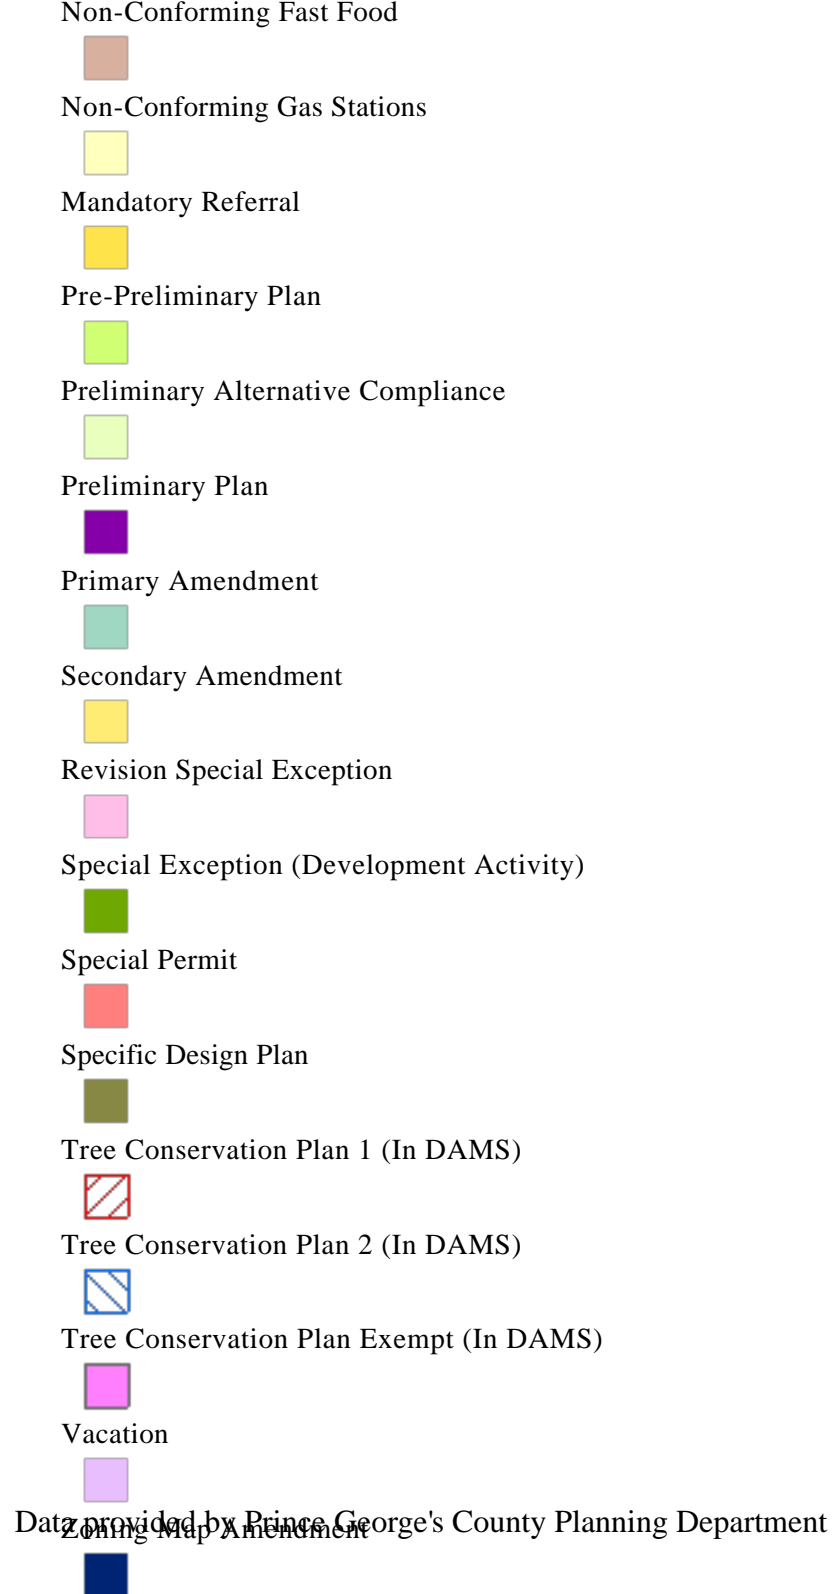 Non-Conforming Fast Food
Non-Conforming Gas Stations
Mandatory Referral
Pre-Preliminary Plan
Preliminary Alternative Compliance
Preliminary Plan
Primary Amendment
Secondary Amendment
Revision Special Exception
Special Exception (Development Activity)
Special Permit
Specific Design Plan
Tree Conservation Plan 1 (In DAMS)
Tree Conservation Plan 2 (In DAMS)
Tree Conservation Plan Exempt (In DAMS)
Vacation
Data provided by Prince George's County Planning Department
Zoning Map Amendment